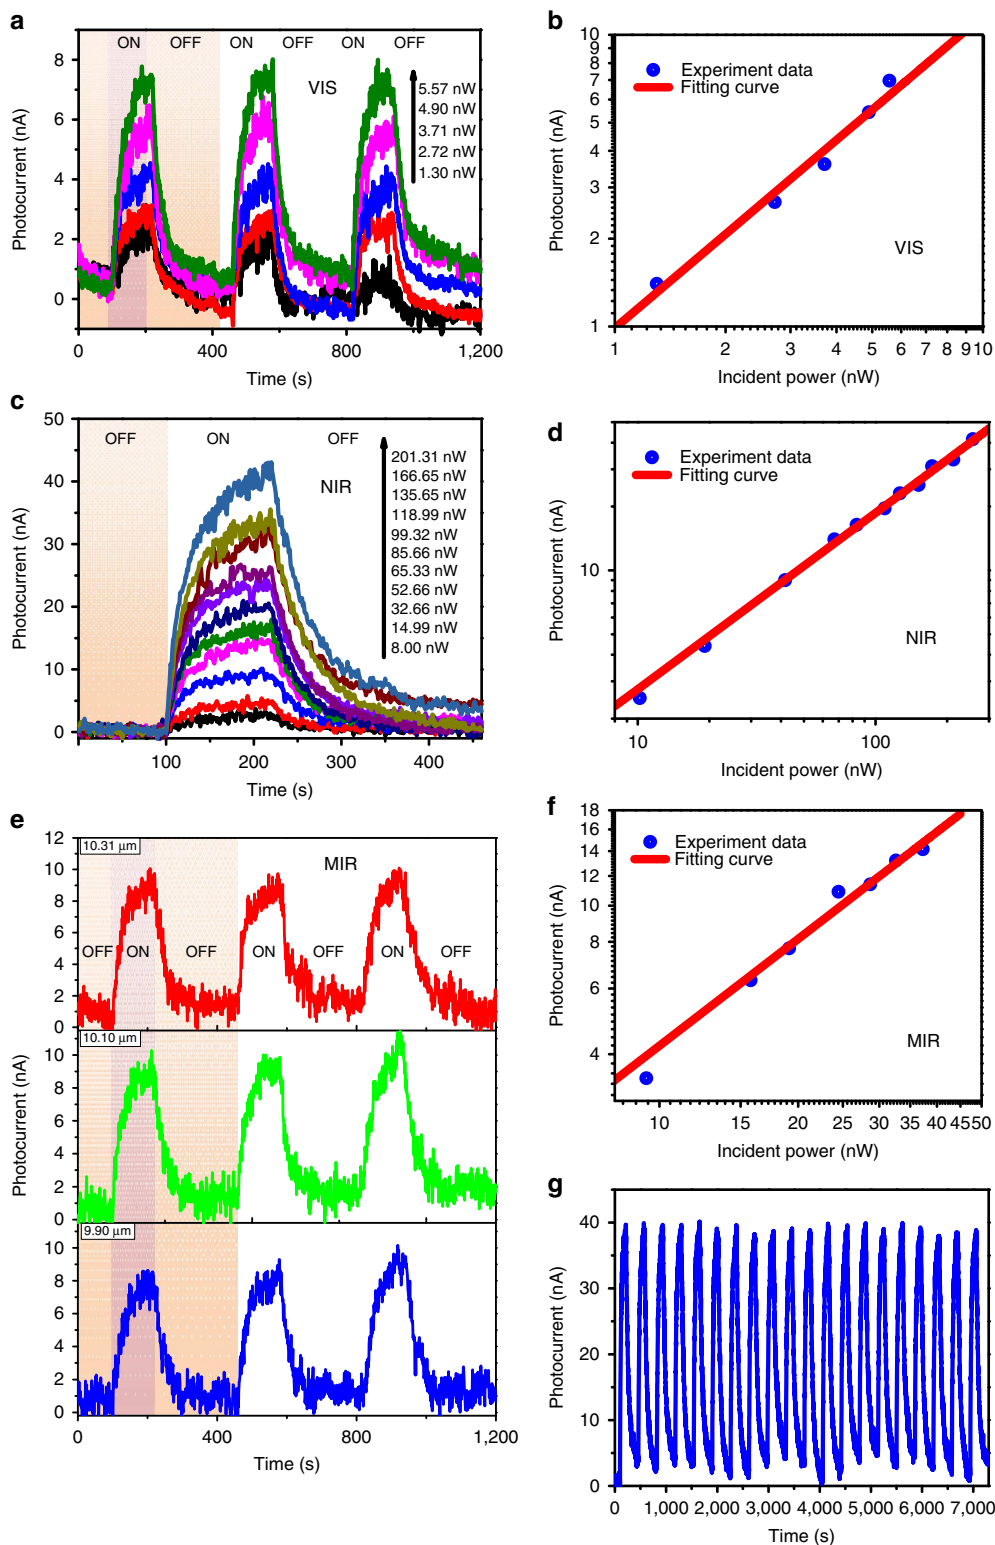 a
ON OFF ON OFF ON OFF
VIS
5.57 nW
4.90 nW
3.71 nW
2.72 nW
1.30 nW
8
6
4
2
0
Photocurrent (nA)
0 400 800 1,200
Time (s)
b
Experiment data
Fitting curve
VIS
10
7
6
5
4
3
2
1
Photocurrent (nA)
1 2 3 4 5 6 7 8 9 10
Incident power (nW)
c
OFF ON OFF
NIR
201.31 nW
166.65 nW
135.65 nW
118.99 nW
99.32 nW
85.66 nW
65.33 nW
52.66 nW
32.66 nW
14.99 nW
8.00 nW
50
40
30
20
10
0
Photocurrent (nA)
100 200 300 400
Time (s)
d
Experiment data
Fitting curve
NIR
10
Photocurrent (nA)
10 100
Incident power (nW)
e
10.31 µm
MIR
OFF ON OFF ON OFF ON OFF
12
10
8
6
4
2
0
Photocurrent (nA)
10.10 µm
10
8
6
4
2
0
Photocurrent (nA)
9.90 µm
10
8
6
4
2
0
Photocurrent (nA)
0 400 800 1,200
Time (s)
f
Experiment data
Fitting curve
MIR
18
16
14
12
10
8
6
4
Photocurrent (nA)
10 15 20 25 30 35 40 45 50
Incident power (nW)
g
40
30
20
10
0
Photocurrent (nA)
0 1,000 2,000 3,000 4,000 5,000 6,000 7,000
Time (s)